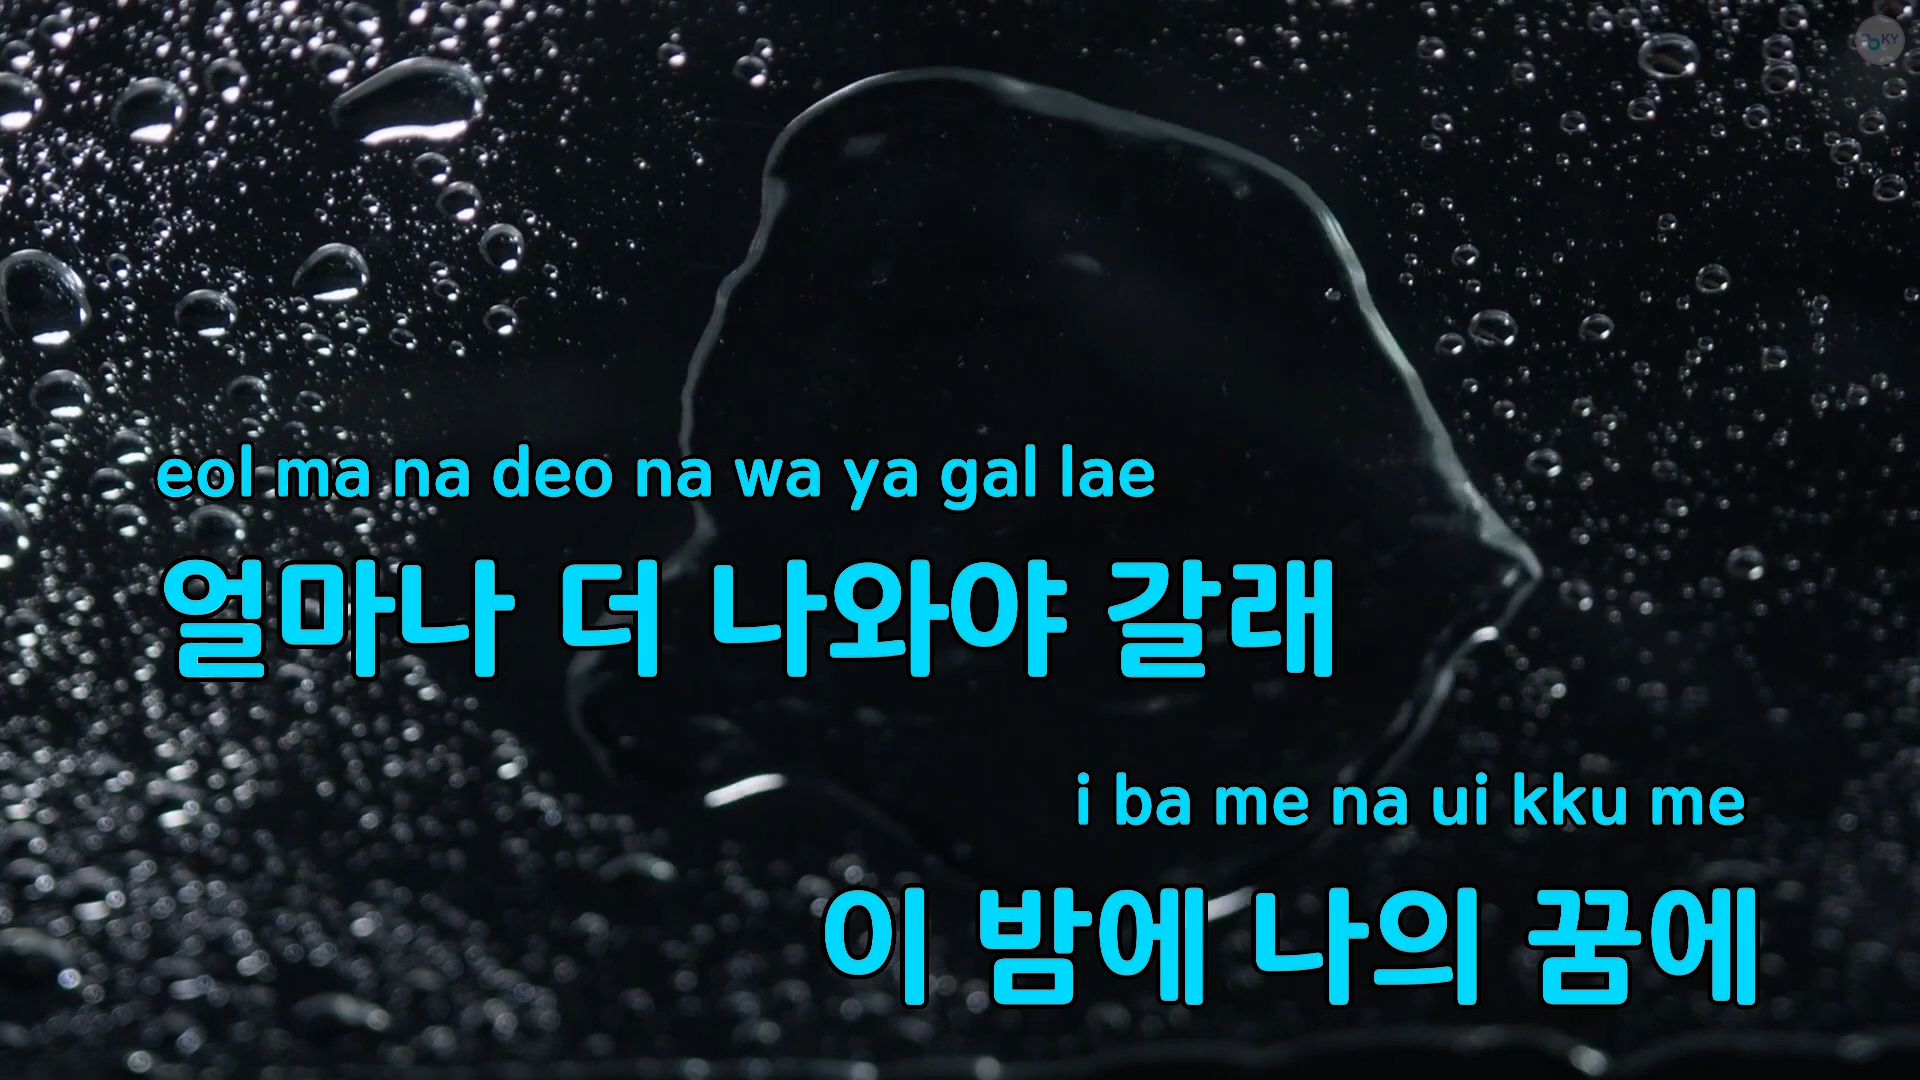 KY
eol ma na deo na wa ya gal lae
얼마나 더 나와야 갈래
i ba me na ui kku me
이 밤에 나의 꿈에